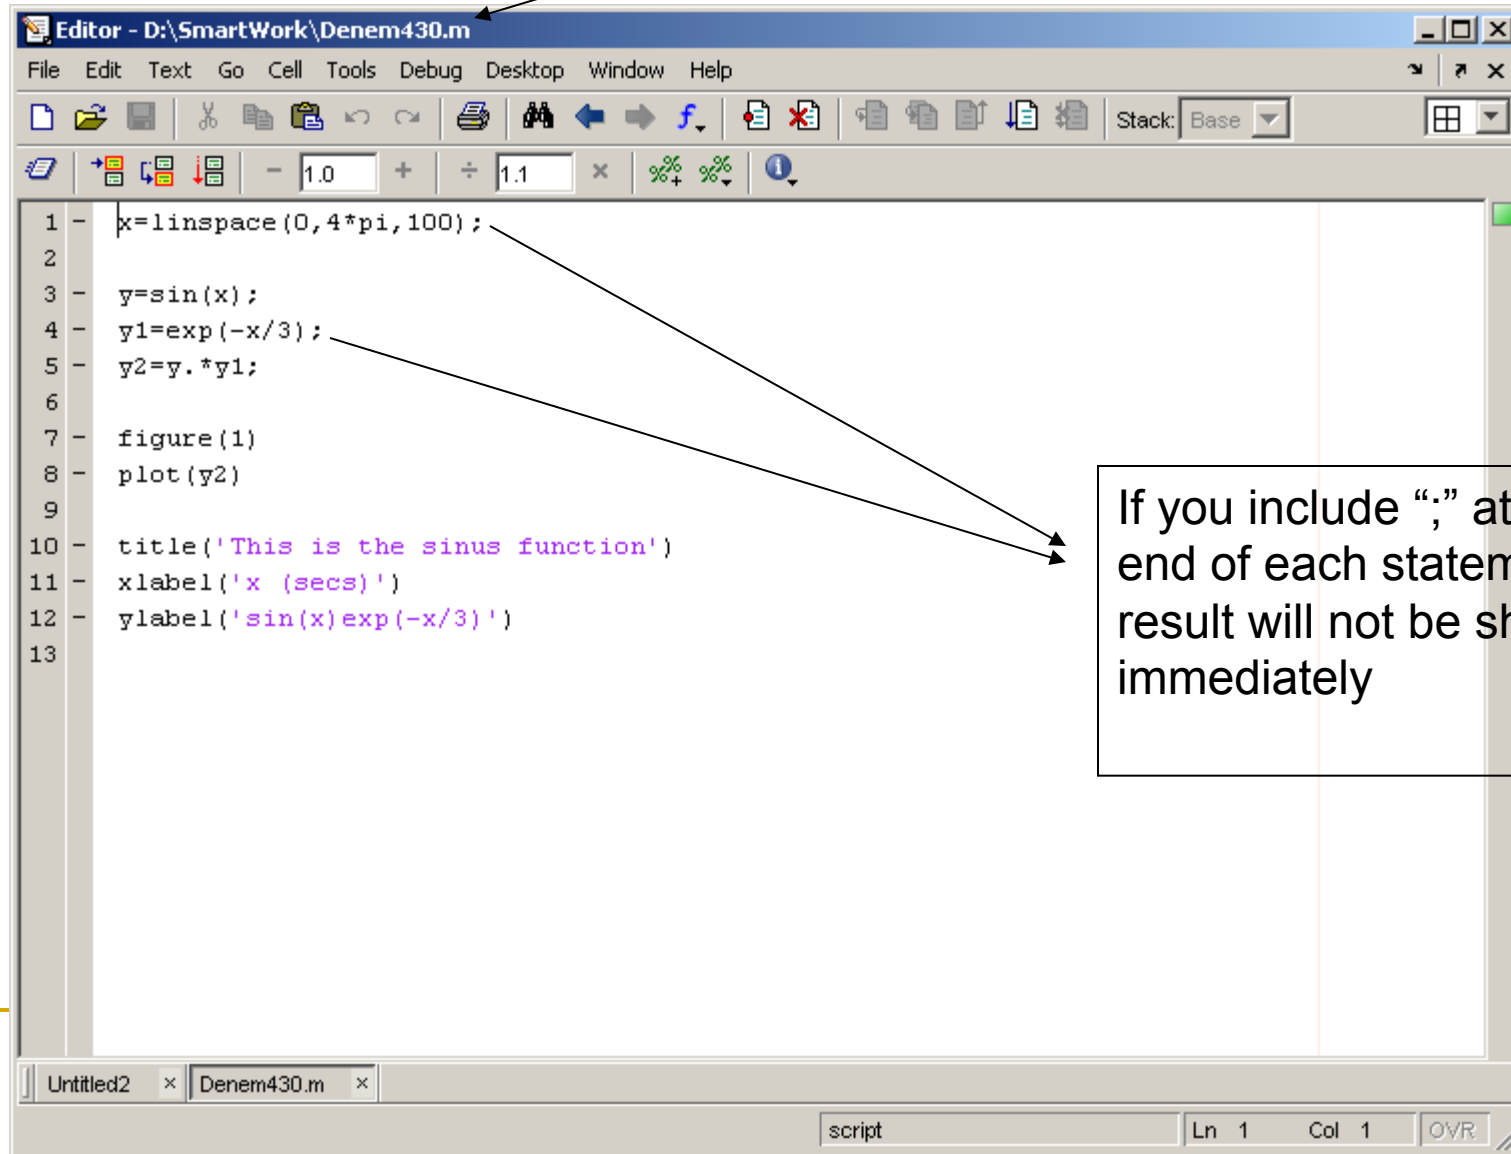 Editor - D:\SmartWork\Denem430.m
File Edit Text Go Cell Tools Debug Desktop Window Help
Stack: Base
- 1.0 + ÷ 1.1 ×
1 - x=linspace(0,4*pi,100);
2
3 - y=sin(x);
4 - y1=exp(-x/3);
5 - y2=y.*y1;
6
7 - figure(1)
8 - plot(y2)
9
10 - title('This is the sinus function')
11 - xlabel('x (secs)')
12 - ylabel('sin(x)exp(-x/3)')
13
If you include “;” at
end of each statem
result will not be sh
immediately
Untitled2 × Denem430.m ×
script Ln 1 Col 1 OVR